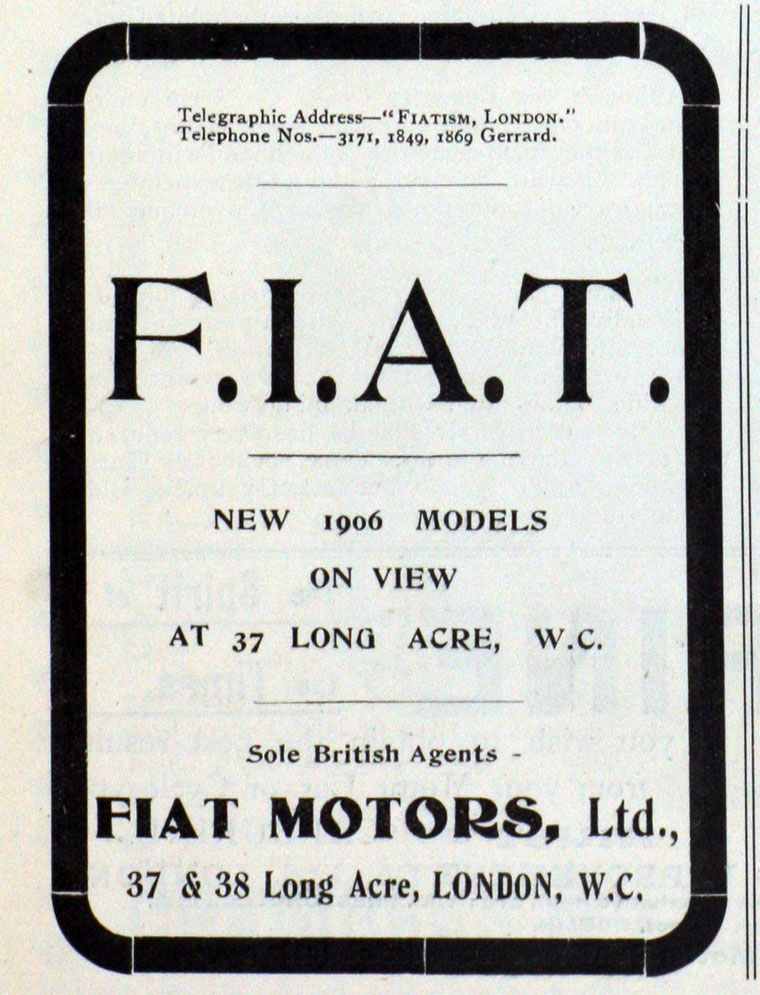 Telegraphic Address—"FIATISM, LONDON."
Telephone Nos.—3171, 1849, 1869 Gerrard.
F.I.A.T.
NEW 1906 MODELS
ON VIEW
AT 37 LONG ACRE, W.C.
Sole British Agents -
FIAT MOTORS, Ltd.,
37 & 38 Long Acre, LONDON, W.C.